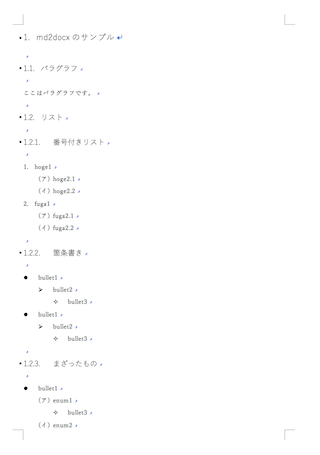 1. md2docx のサンプル
1.1. パラグラフ
ここはパラグラフです。
1.2. リスト
1.2.1. 番号付きリスト
1. hoge1
（ア）hoge2.1
（イ）hoge2.2
2. fuga1
（ア）fuga2.1
（イ）fuga2.2
1.2.2. 箇条書き
● bullet1
➢ bullet2
✧ bullet3
● bullet1
➢ bullet2
✧ bullet3
1.2.3. まざったもの
● bullet1
（ア）enum1
✧ bullet3
（イ）enum2